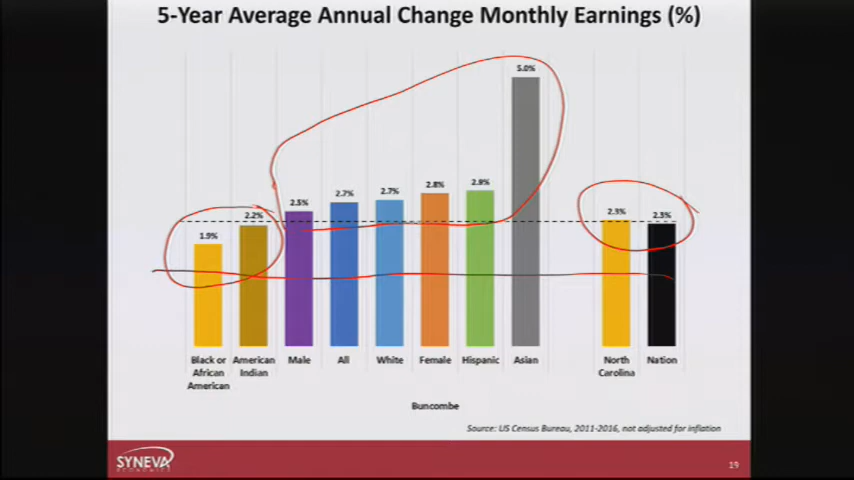 5-Year Average Annual Change Monthly Earnings (%)
5.0%
2.9%
2.8%
2.7%
2.7%
2.5%
2.2%
1.9%
2.3%
2.3%
Black or African American
American Indian
Male
All
White
Female
Hispanic
Asian
North Carolina
Nation
Buncombe
Source: US Census Bureau, 2011-2016, not adjusted for inflation
SYNEVA
ECONOMICS
19